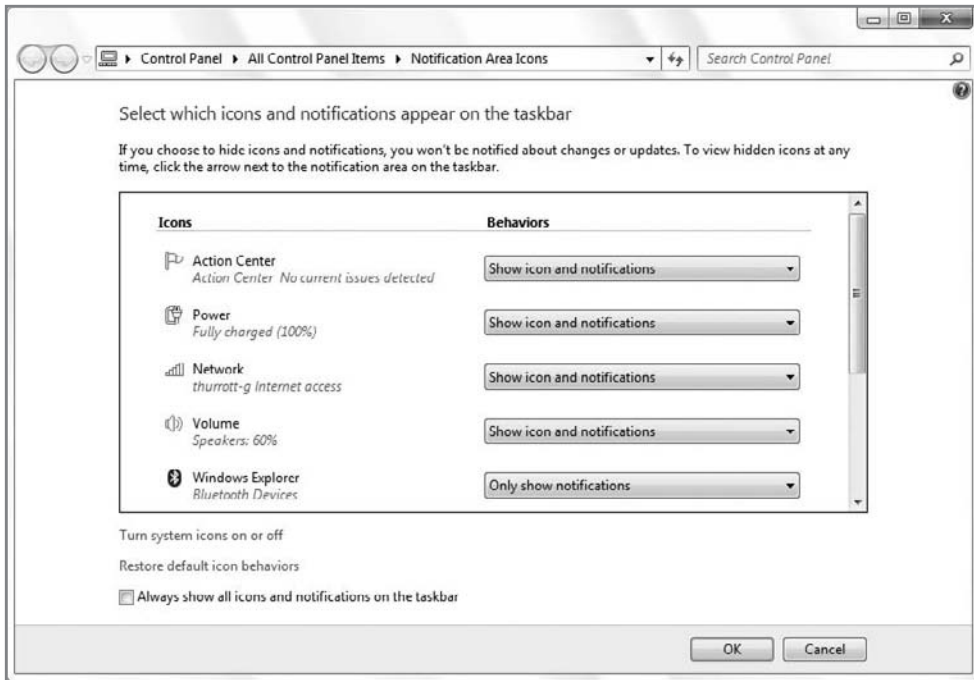 Control Panel ▸ All Control Panel Items ▸ Notification Area Icons
Search Control Panel
Select which icons and notifications appear on the taskbar
If you choose to hide icons and notifications, you won't be notified about changes or updates. To view hidden icons at any
time, click the arrow next to the notification area on the taskbar.
Icons Behaviors
Action Center
Action Center No current issues detected
Show icon and notifications
Power
Fully charged (100%)
Show icon and notifications
Network
thurrott-g Internet access
Show icon and notifications
Volume
Speakers: 60%
Show icon and notifications
Windows Explorer
Bluetooth Devices
Only show notifications
Turn system icons on or off
Restore default icon behaviors
Always show all icons and notifications on the taskbar
OK Cancel